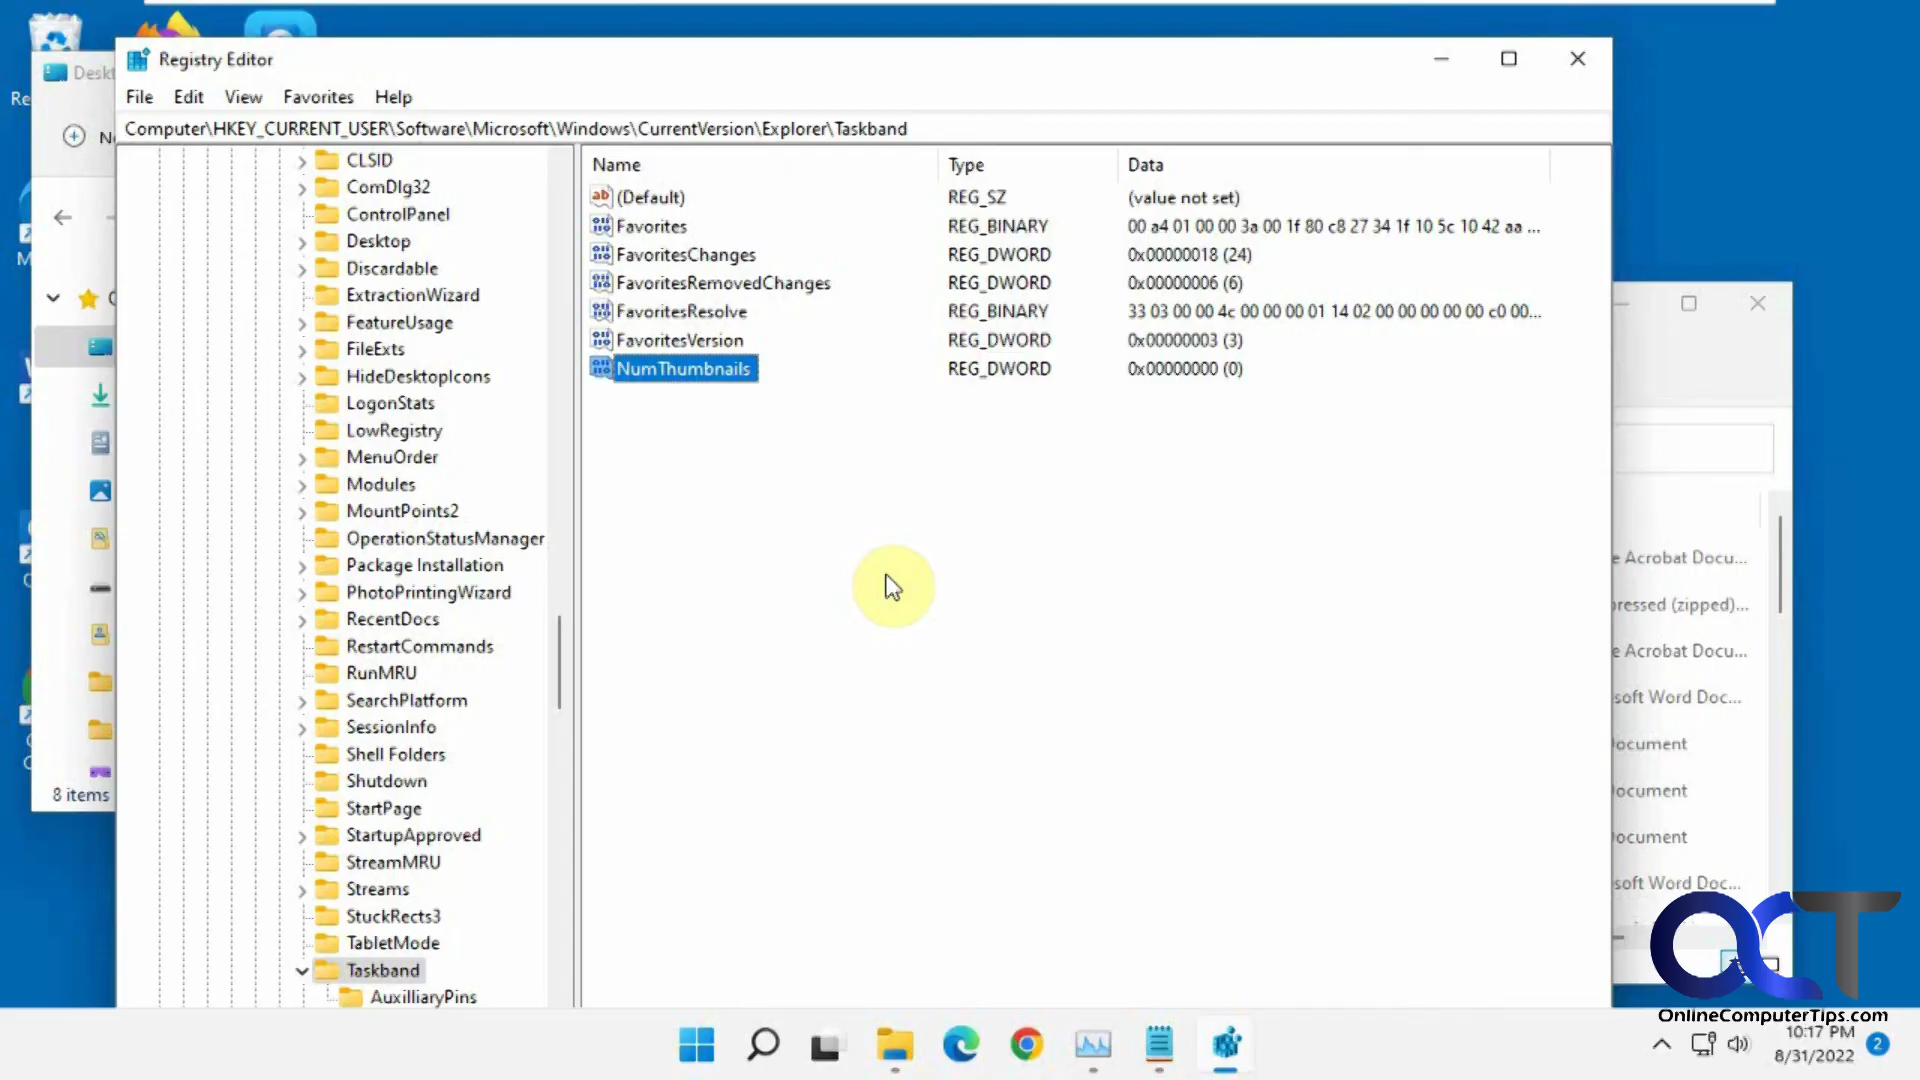 Registry Editor
File Edit View Favorites Help
Computer\HKEY_CURRENT_USER\Software\Microsoft\Windows\CurrentVersion\Explorer\Taskband
CLSID
ComDlg32
ControlPanel
Desktop
Discardable
ExtractionWizard
FeatureUsage
FileExts
HideDesktopIcons
LogonStats
LowRegistry
MenuOrder
Modules
MountPoints2
OperationStatusManager
Package Installation
PhotoPrintingWizard
RecentDocs
RestartCommands
RunMRU
SearchPlatform
SessionInfo
Shell Folders
Shutdown
StartPage
StartupApproved
StreamMRU
Streams
StuckRects3
TabletMode
Taskband
AuxilliaryPins
Name Type Data
(Default) REG_SZ (value not set)
Favorites REG_BINARY 00 a4 01 00 00 3a 00 1f 80 c8 27 34 1f 10 5c 10 42 aa ...
FavoritesChanges REG_DWORD 0x00000018 (24)
FavoritesRemovedChanges REG_DWORD 0x00000006 (6)
FavoritesResolve REG_BINARY 33 03 00 00 4c 00 00 00 01 14 02 00 00 00 00 00 c0 00...
FavoritesVersion REG_DWORD 0x00000003 (3)
NumThumbnails REG_DWORD 0x00000000 (0)
8 items
e Acrobat Docu...
pressed (zipped)...
e Acrobat Docu...
soft Word Doc...
ocument
ocument
ocument
soft Word Doc...
OCT
OnlineComputerTips.com
10:17 PM
8/31/2022
2